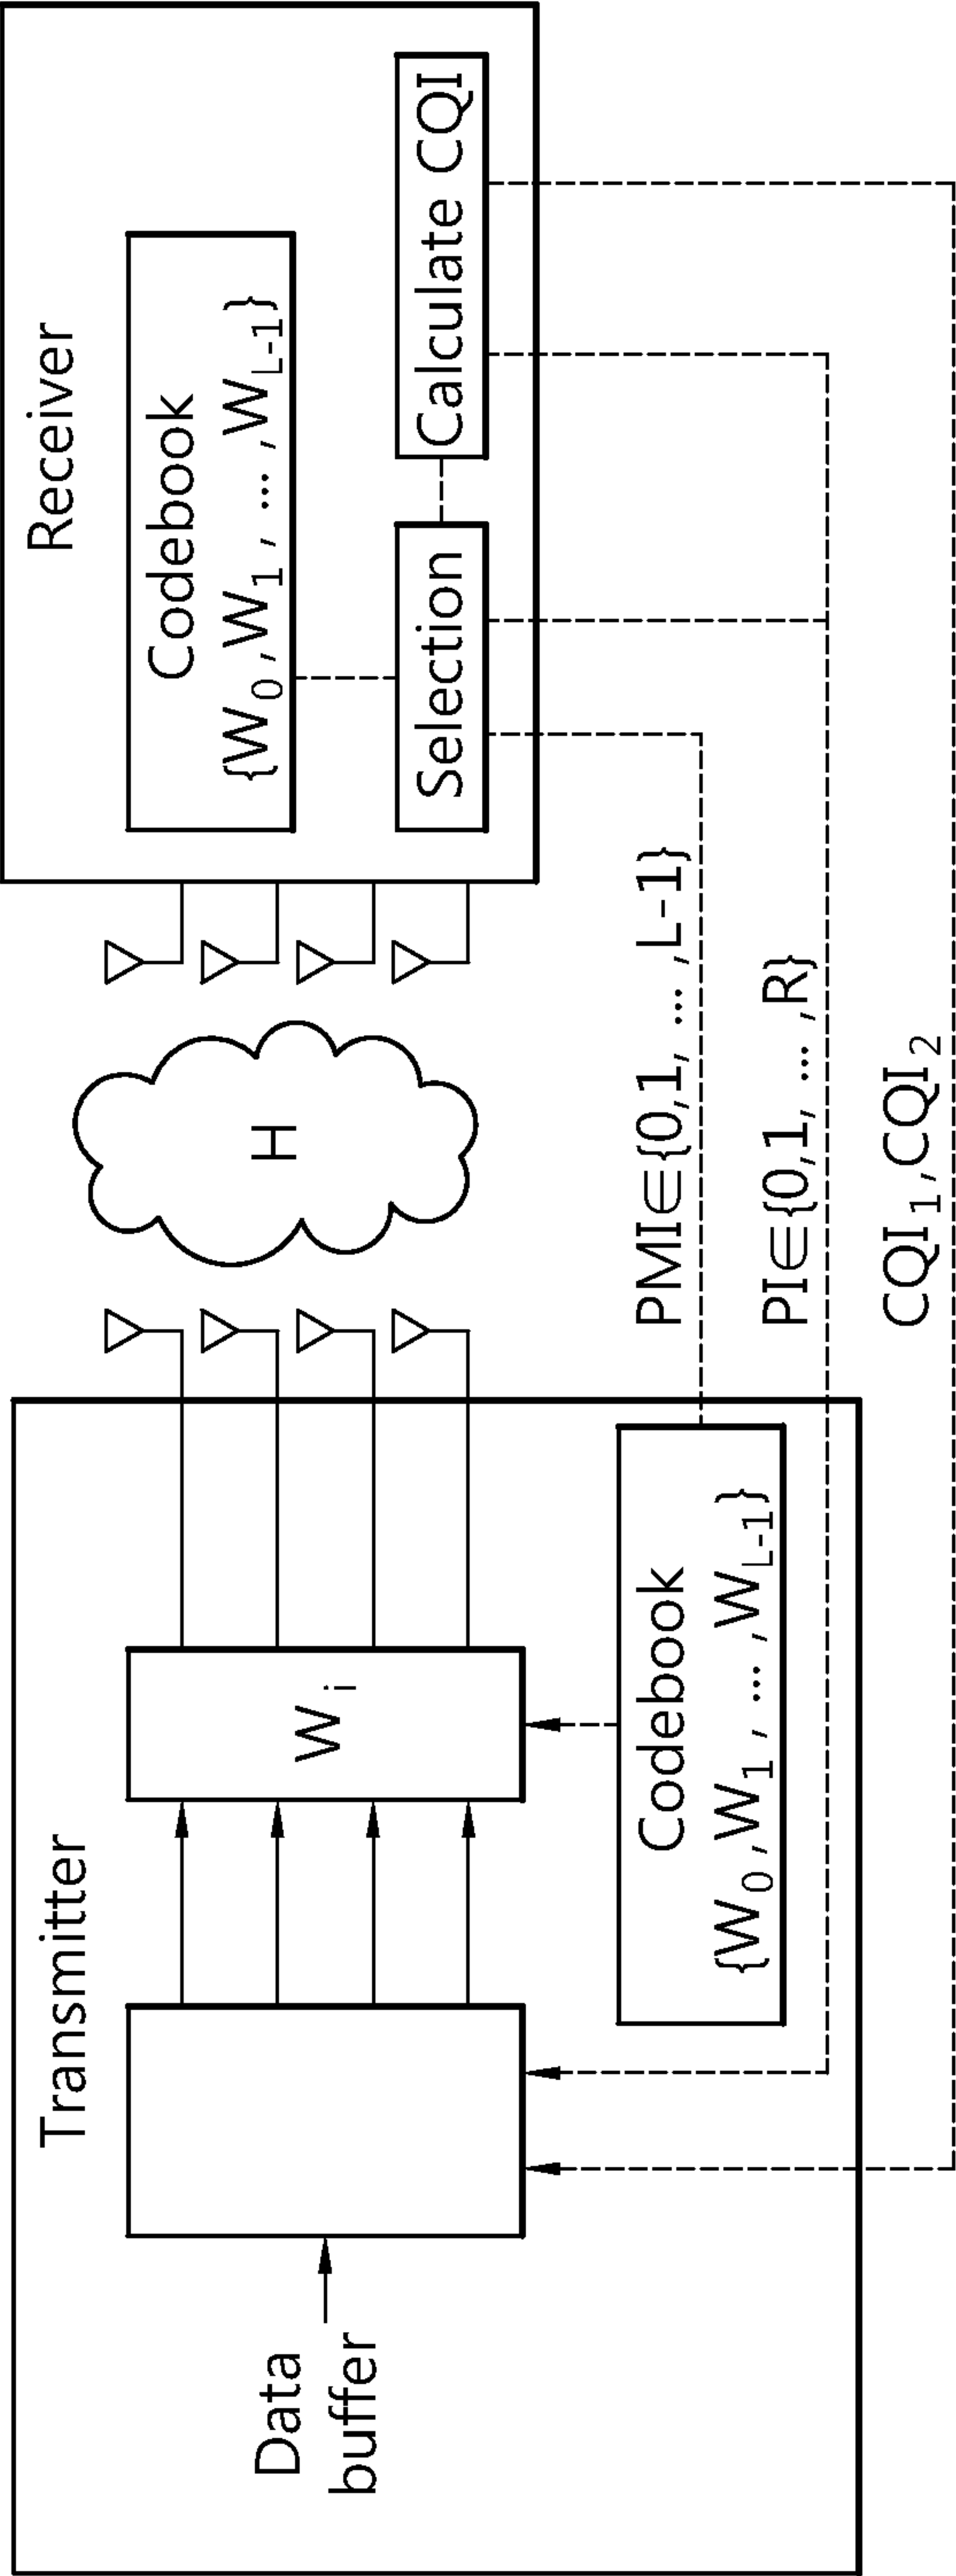 Transmitter
Data
buffer
W i
Codebook
{W0,W1, ... ,WL-1}
H
Receiver
Codebook
{W0,W1, ... ,WL-1}
Selection
Calculate CQI
PMI∈{0,1, ... ,L-1}
PI∈{0,1, ... ,R}
CQI1,CQI2